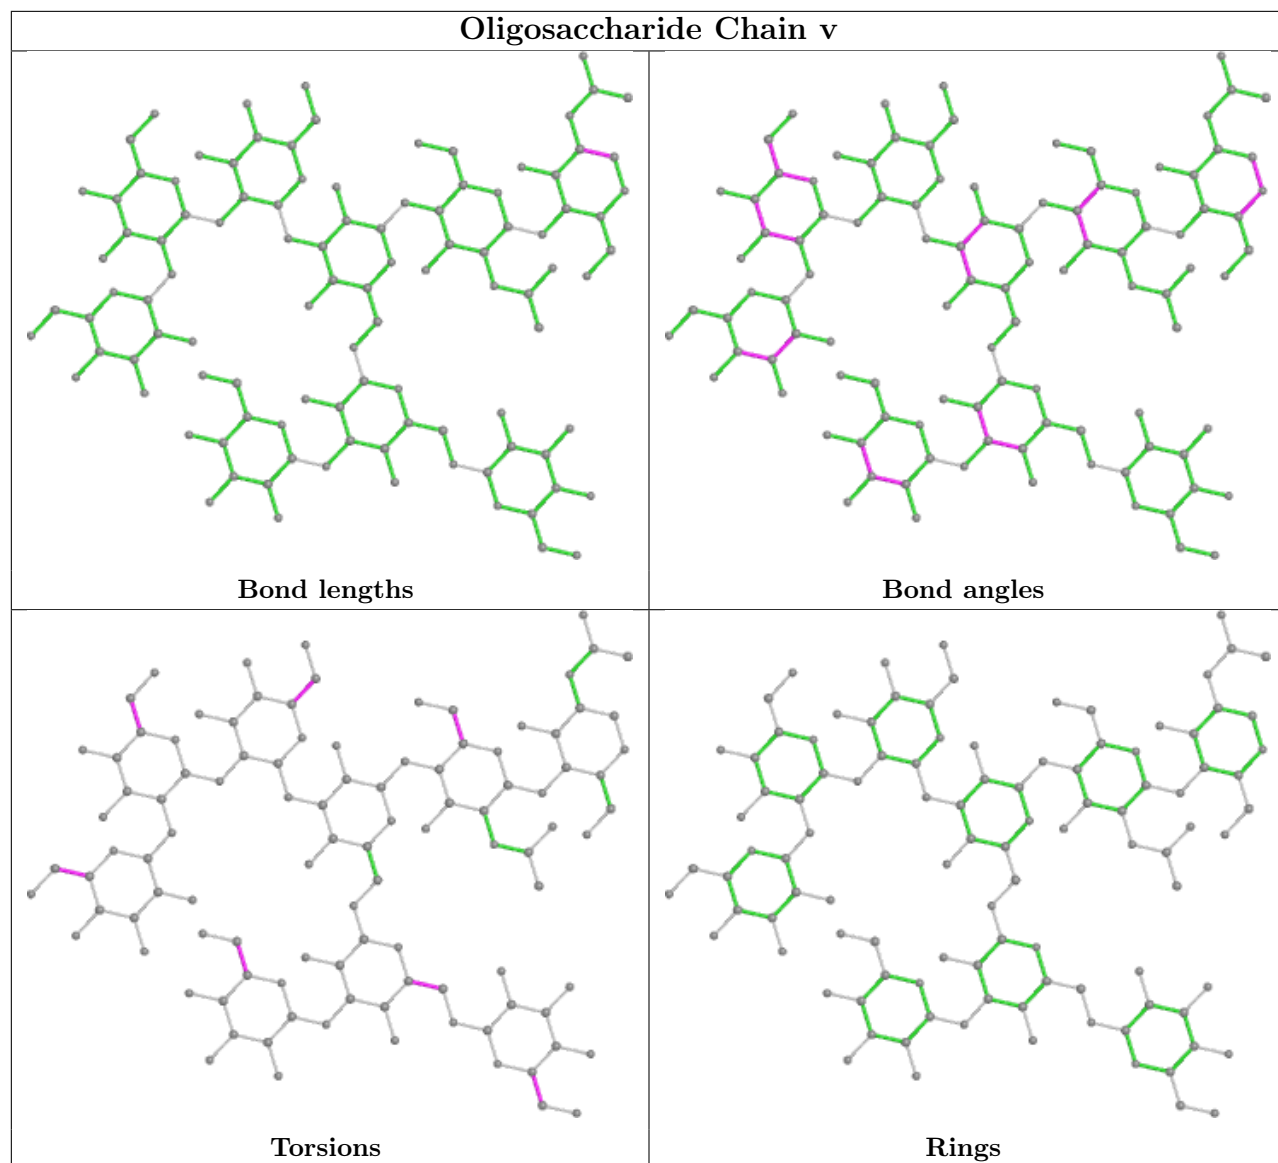 Oligosaccharide Chain v
Bond lengths
Bond angles
Torsions
Rings